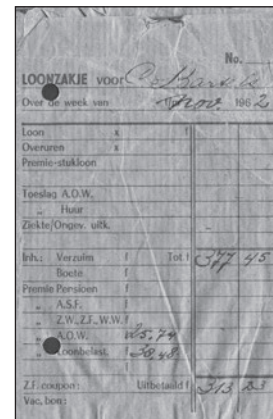 No.
LOONZAKJE voor C. Bark
Over de week van Nov. 1962
Loon x f
Overuren x
Premie-stukloon
Toeslag A.O.W.
„ Huur
Ziekte/Ongev. uitk.
Inh.: Verzuim f Tot f 377 45
Boete f
Premie Pensioen f
„ A.S.F. f
„ Z.W., Z.F., W.W. f
„ A.O.W. 25,74
„ Loonbelast. 38,48
f
Z.F. coupon: Uitbetaald f 313 23
Vac, bon: